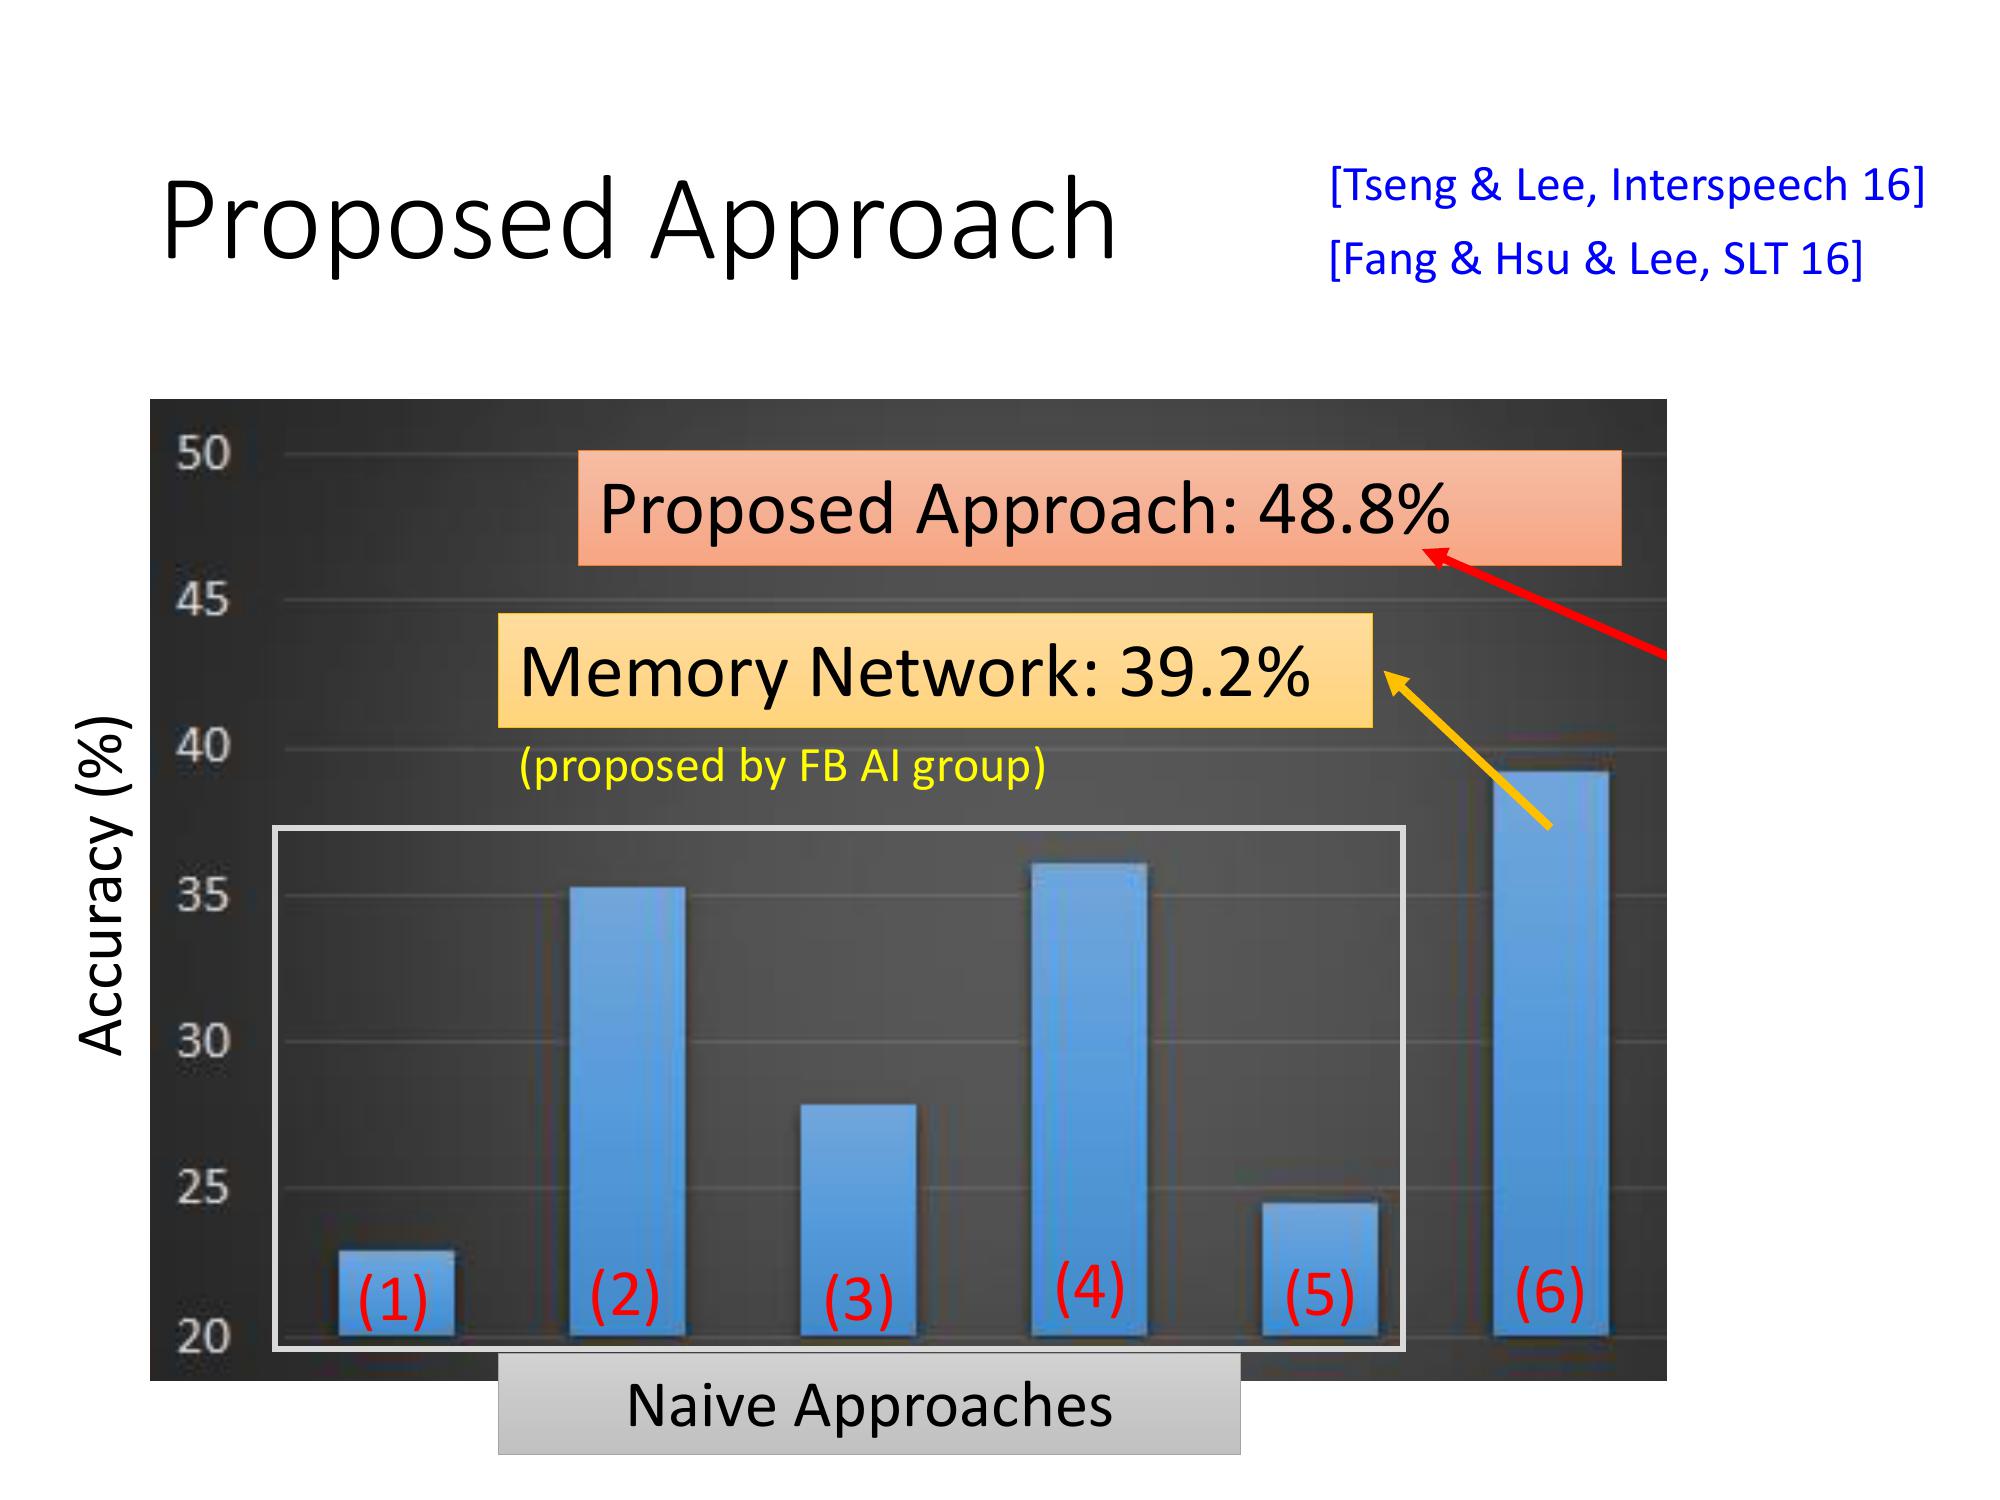 Proposed Approach
[Tseng & Lee, Interspeech 16]
[Fang & Hsu & Lee, SLT 16]
50
Proposed Approach: 48.8%
45
Memory Network: 39.2%
40
(proposed by FB AI group)
Accuracy (%)
35
30
25
(1)
(2)
(3)
(4)
(5)
(6)
20
Naive Approaches